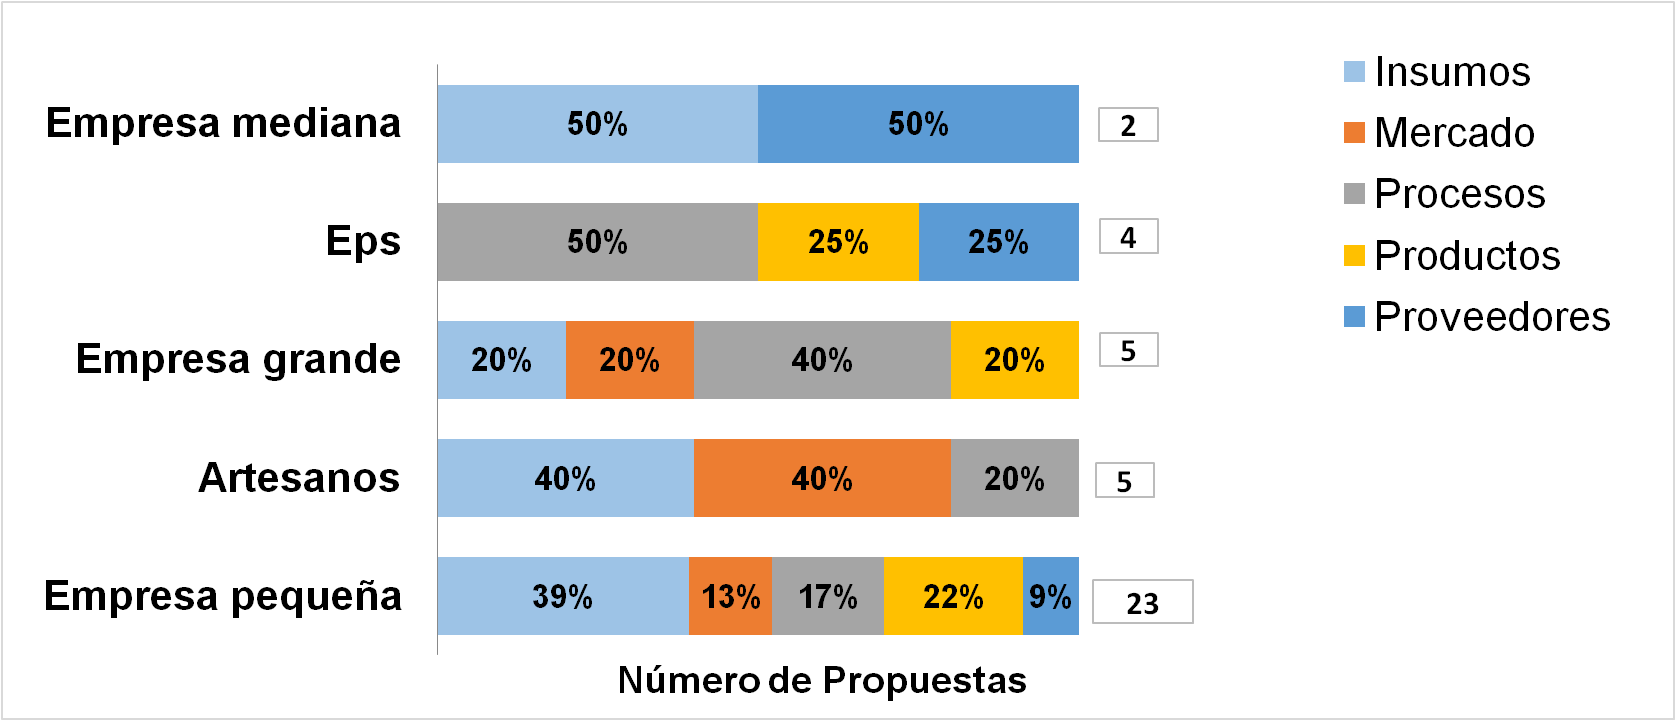 Empresa mediana 50% 50% 2
Eps 50% 25% 25% 4
Empresa grande 20% 20% 40% 20% 5
Artesanos 40% 40% 20% 5
Empresa pequeña 39% 13% 17% 22% 9% 23
Número de Propuestas
Insumos
Mercado
Procesos
Productos
Proveedores